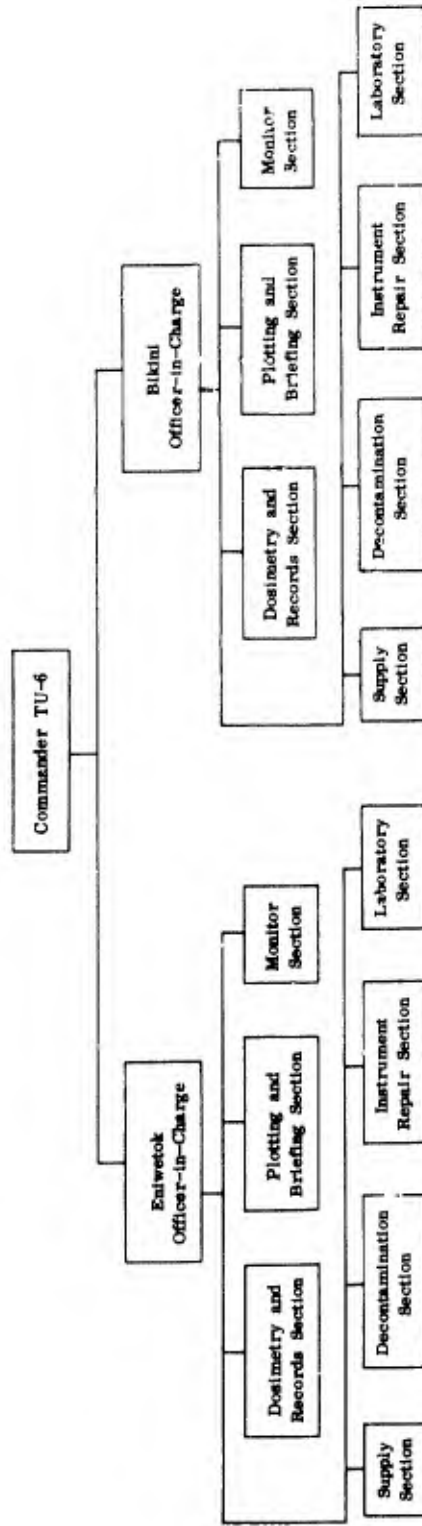 Commander TU-6
Eniwetok
Officer-in-Charge
Bikini
Officer-in-Charge
Dosimetry and
Records Section
Plotting and
Briefing Section
Monitor
Section
Dosimetry and
Records Section
Plotting and
Briefing Section
Monitor
Section
Supply
Section
Decontamination
Section
Instrument
Repair Section
Laboratory
Section
Supply
Section
Decontamination
Section
Instrument
Repair Section
Laboratory
Section